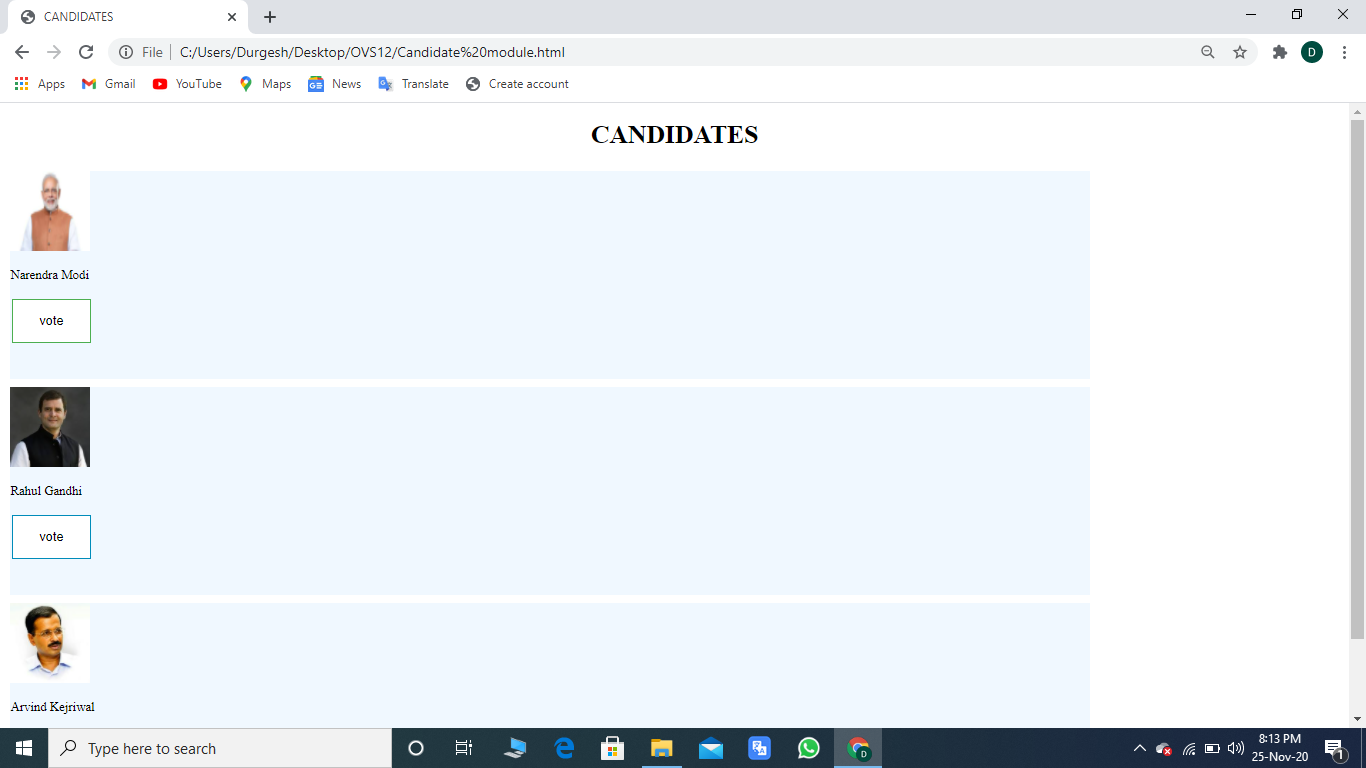 CANDIDATES
File C:/Users/Durgesh/Desktop/OVS12/Candidate%20module.html D
Apps Gmail YouTube Maps News Translate Create account
CANDIDATES
Narendra Modi
vote
Rahul Gandhi
vote
Arvind Kejriwal
Type here to search
8:13 PM
25-Nov-20
1